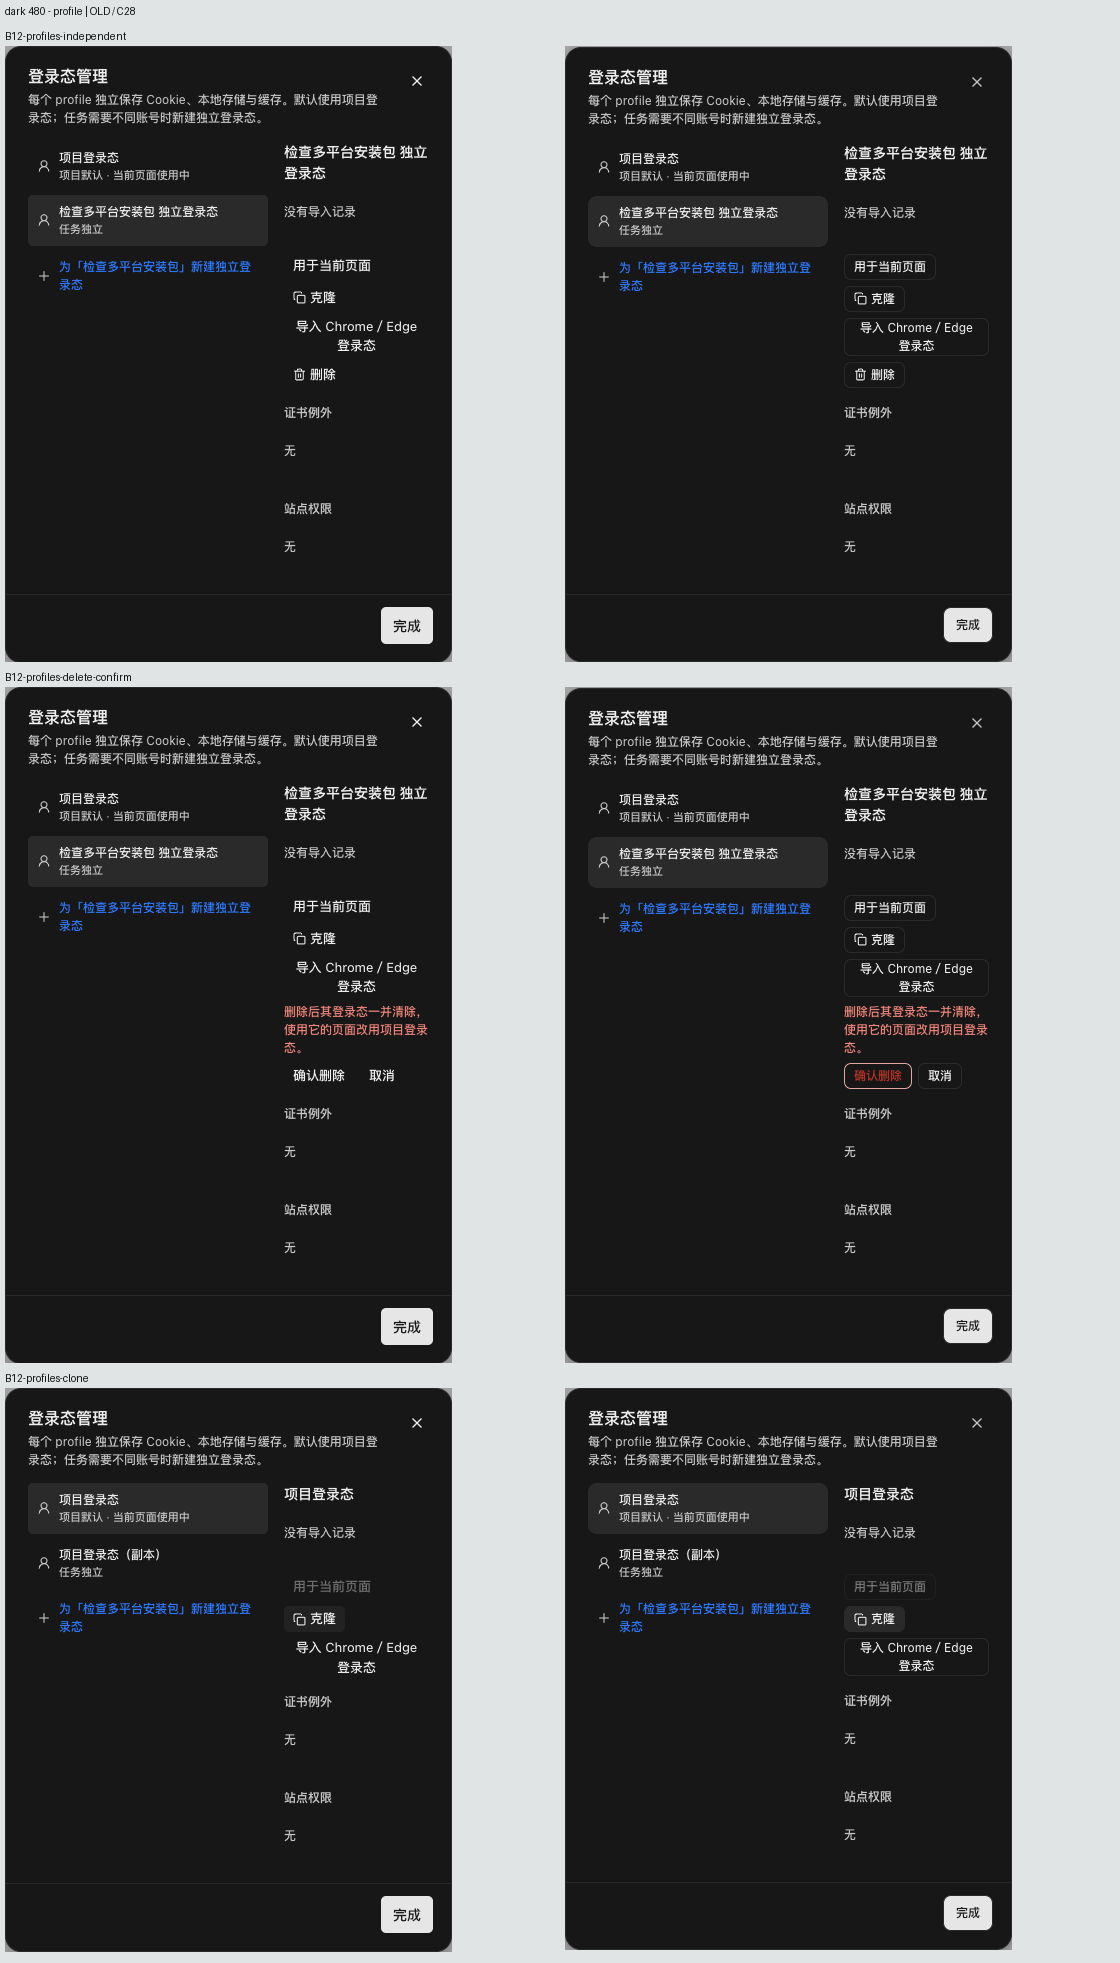 dark 480 - profile | OLD / C28
B12-profiles-independent
登录态管理
每个 profile 独立保存 Cookie、本地存储与缓存。默认使用项目登
录态；任务需要不同账号时新建独立登录态。
项目登录态
项目默认 · 当前页面使用中
检查多平台安装包 独立登录态
任务独立
为「检查多平台安装包」新建独立登
录态
检查多平台安装包 独立
登录态
没有导入记录
用于当前页面
克隆
导入 Chrome / Edge
登录态
删除
证书例外
无
站点权限
无
完成
登录态管理
每个 profile 独立保存 Cookie、本地存储与缓存。默认使用项目登
录态；任务需要不同账号时新建独立登录态。
项目登录态
项目默认 · 当前页面使用中
检查多平台安装包 独立登录态
任务独立
为「检查多平台安装包」新建独立登
录态
检查多平台安装包 独立
登录态
没有导入记录
用于当前页面
克隆
导入 Chrome / Edge
登录态
删除
证书例外
无
站点权限
无
完成
B12-profiles-delete-confirm
登录态管理
每个 profile 独立保存 Cookie、本地存储与缓存。默认使用项目登
录态；任务需要不同账号时新建独立登录态。
项目登录态
项目默认 · 当前页面使用中
检查多平台安装包 独立登录态
任务独立
为「检查多平台安装包」新建独立登
录态
检查多平台安装包 独立
登录态
没有导入记录
用于当前页面
克隆
导入 Chrome / Edge
登录态
删除后其登录态一并清除，
使用它的页面改用项目登录
态。
确认删除 取消
证书例外
无
站点权限
无
完成
登录态管理
每个 profile 独立保存 Cookie、本地存储与缓存。默认使用项目登
录态；任务需要不同账号时新建独立登录态。
项目登录态
项目默认 · 当前页面使用中
检查多平台安装包 独立登录态
任务独立
为「检查多平台安装包」新建独立登
录态
检查多平台安装包 独立
登录态
没有导入记录
用于当前页面
克隆
导入 Chrome / Edge
登录态
删除后其登录态一并清除，
使用它的页面改用项目登录
态。
确认删除 取消
证书例外
无
站点权限
无
完成
B12-profiles-clone
登录态管理
每个 profile 独立保存 Cookie、本地存储与缓存。默认使用项目登
录态；任务需要不同账号时新建独立登录态。
项目登录态
项目默认 · 当前页面使用中
项目登录态（副本）
任务独立
为「检查多平台安装包」新建独立登
录态
项目登录态
没有导入记录
用于当前页面
克隆
导入 Chrome / Edge
登录态
证书例外
无
站点权限
无
完成
登录态管理
每个 profile 独立保存 Cookie、本地存储与缓存。默认使用项目登
录态；任务需要不同账号时新建独立登录态。
项目登录态
项目默认 · 当前页面使用中
项目登录态（副本）
任务独立
为「检查多平台安装包」新建独立登
录态
项目登录态
没有导入记录
用于当前页面
克隆
导入 Chrome / Edge
登录态
证书例外
无
站点权限
无
完成